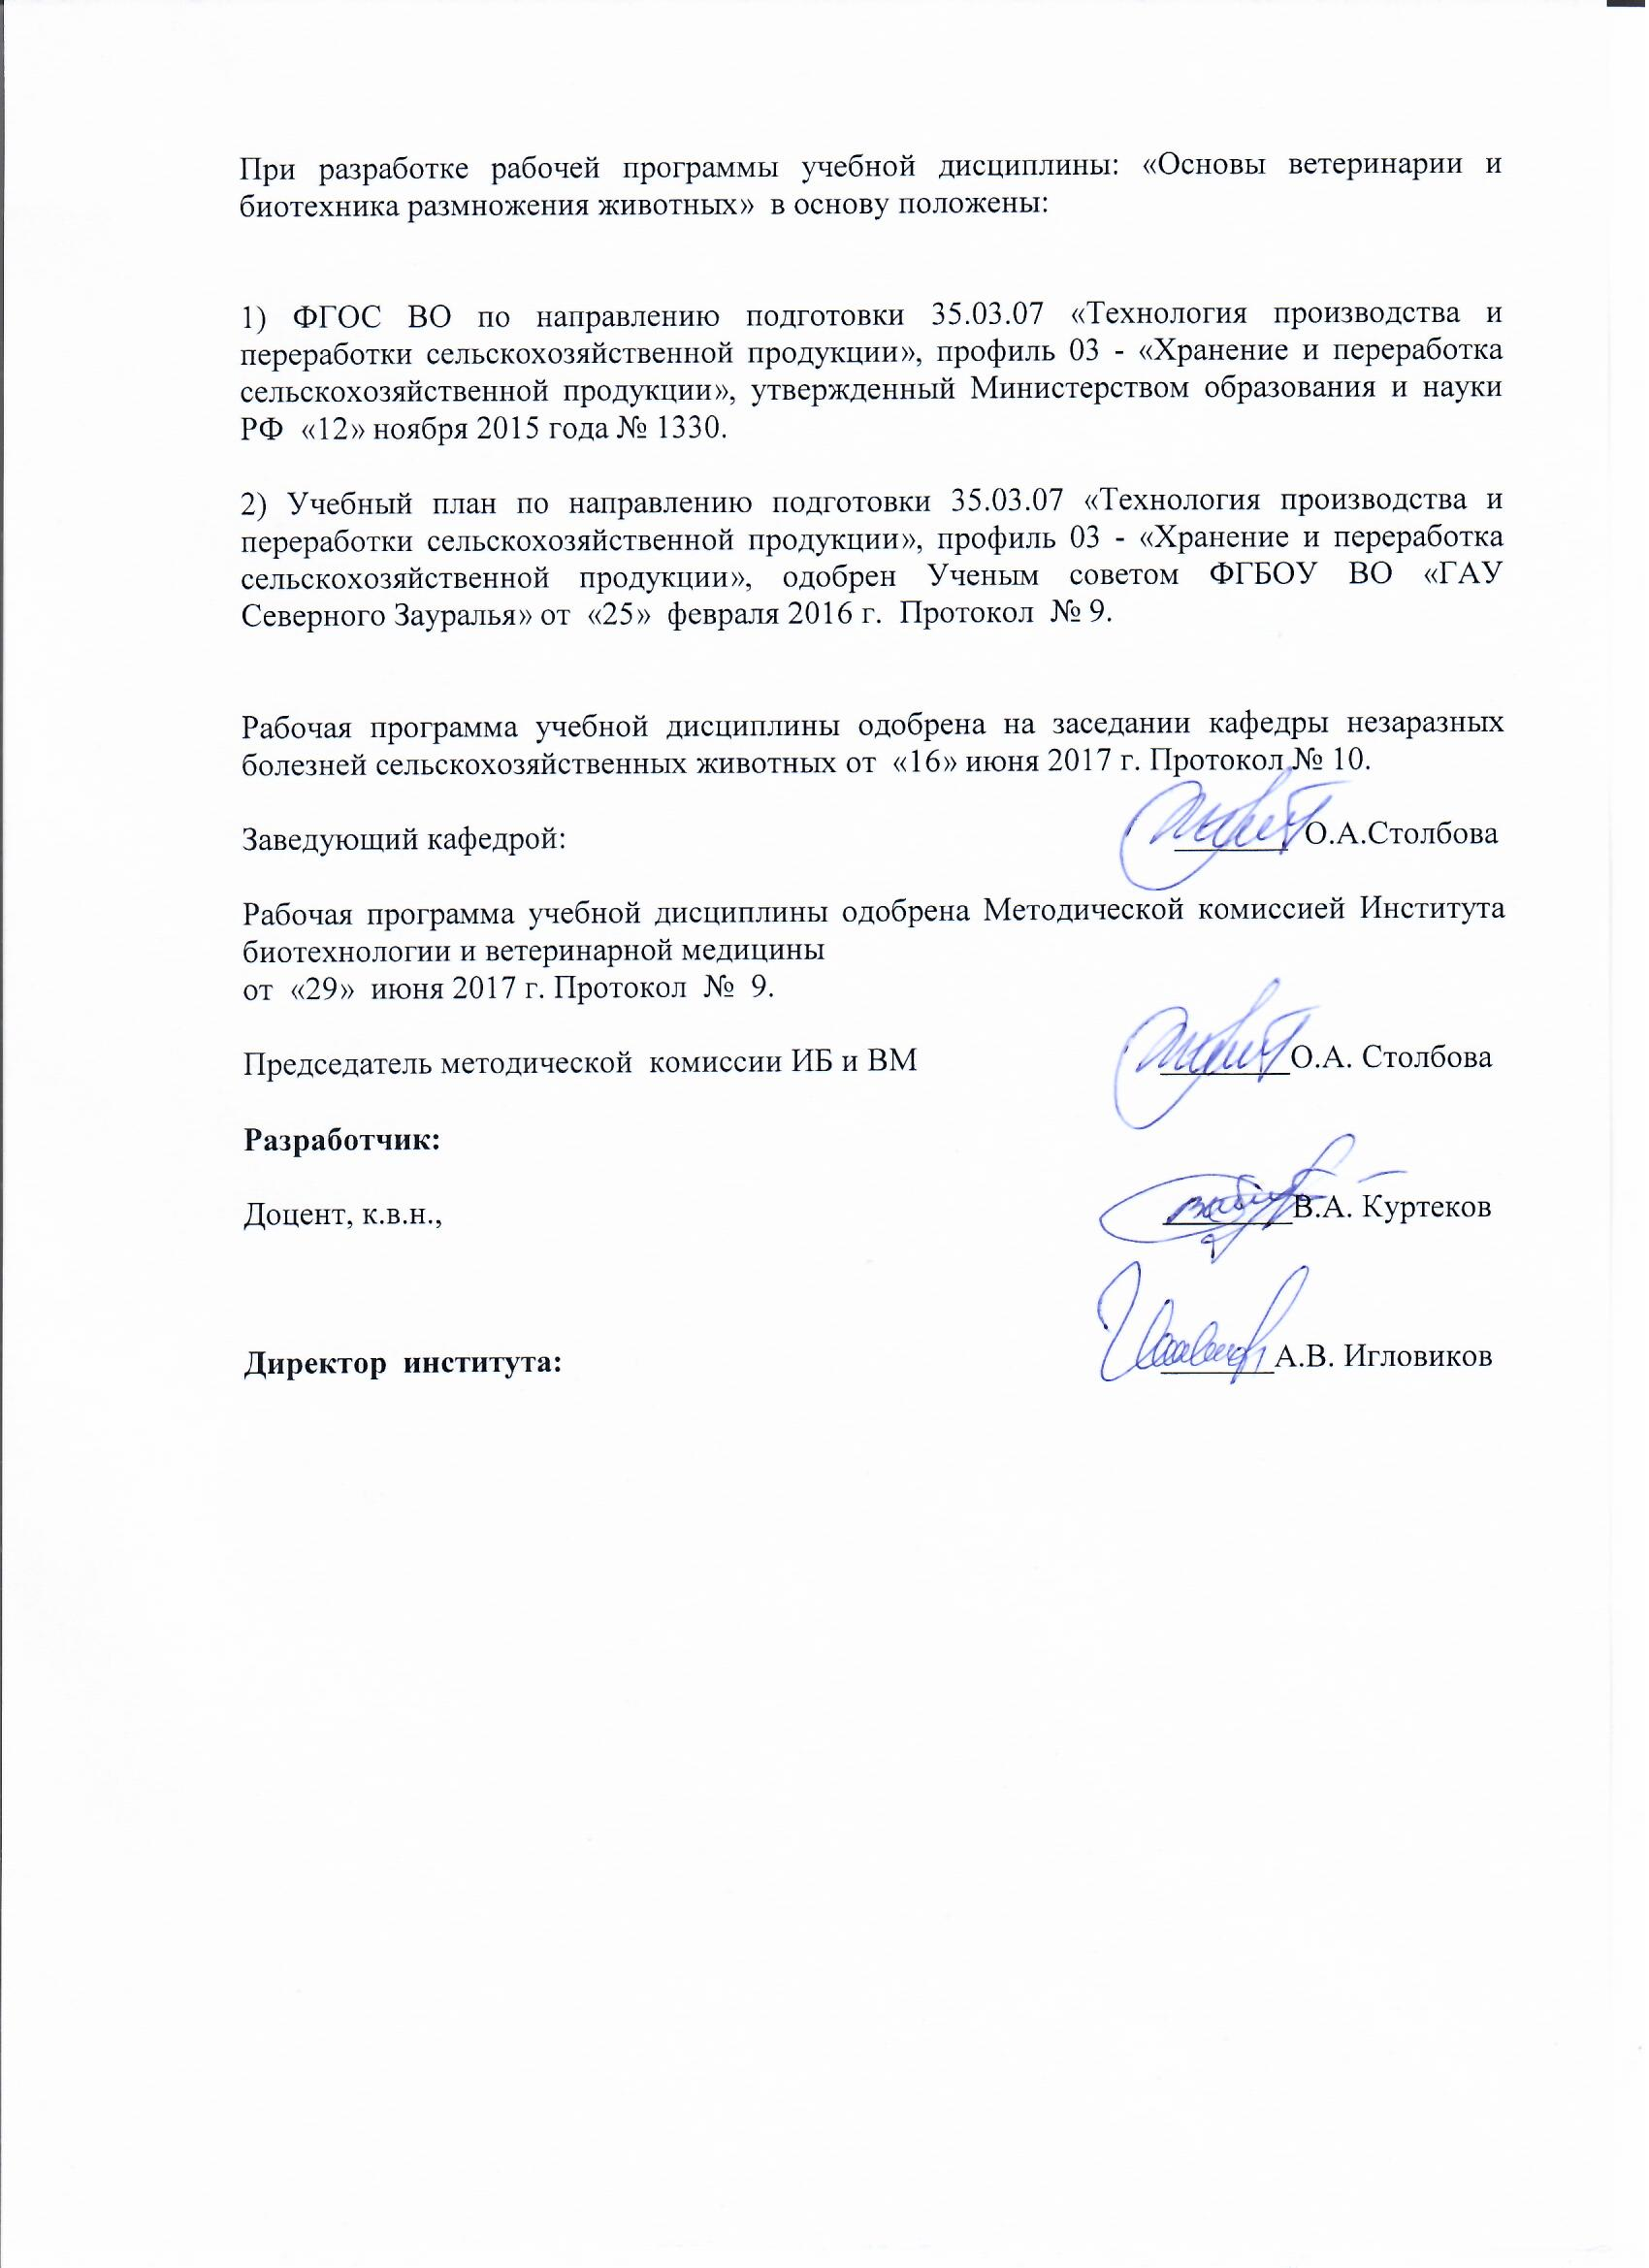 При разработке рабочей программы учебной дисциплины: «Основы ветеринарии и
биотехника размножения животных» в основу положены:
1) ФГОС ВО по направлению подготовки 35.03.07 «Технология производства и
переработки сельскохозяйственной продукции», профиль 03 - «Хранение и переработка
сельскохозяйственной продукции», утвержденный Министерством образования и науки
РФ «12» ноября 2015 года № 1330.
2) Учебный план по направлению подготовки 35.03.07 «Технология производства и
переработки сельскохозяйственной продукции», профиль 03 - «Хранение и переработка
сельскохозяйственной продукции», одобрен Ученым советом ФГБОУ ВО «ГАУ
Северного Зауралья» от «25» февраля 2016 г. Протокол № 9.
Рабочая программа учебной дисциплины одобрена на заседании кафедры незаразных
болезней сельскохозяйственных животных от «16» июня 2017 г. Протокол № 10.
Заведующий кафедрой: _______ О.А.Столбова
Рабочая программа учебной дисциплины одобрена Методической комиссией Института
биотехнологии и ветеринарной медицины
от «29» июня 2017 г. Протокол № 9.
Председатель методической комиссии ИБ и ВМ ________О.А. Столбова
Разработчик:
Доцент, к.в.н., ________В.А. Куртеков
Директор института: _______А.В. Игловиков